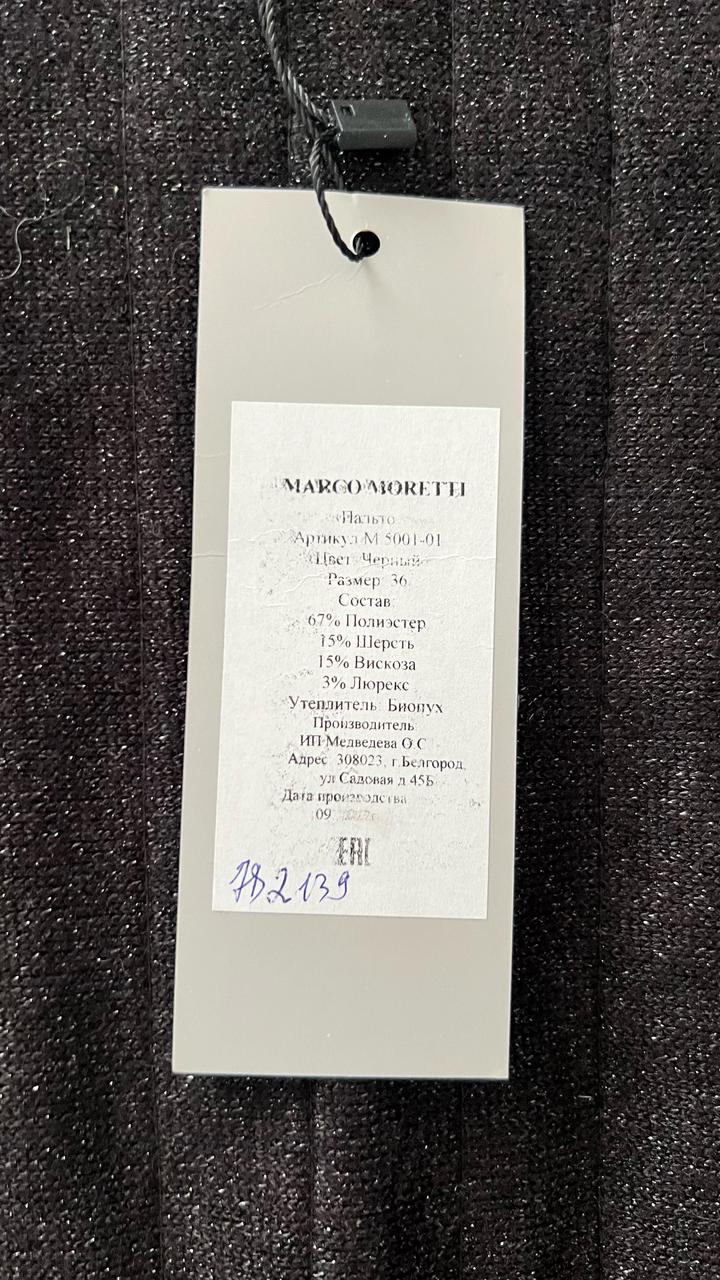 MARCO MORETTI
Пальто
Артикул М 5001-01
Цвет: Черный
Размер: 36
Состав:
67% Полиэстер
15% Шерсть
15% Вискоза
3% Люрекс
Утеплитель: Биопух
Производитель:
ИП Медведева О.С
Адрес: 308023, г.Белгород,
ул Садовая д 45Б
Дата производства
09.
EAC
782139